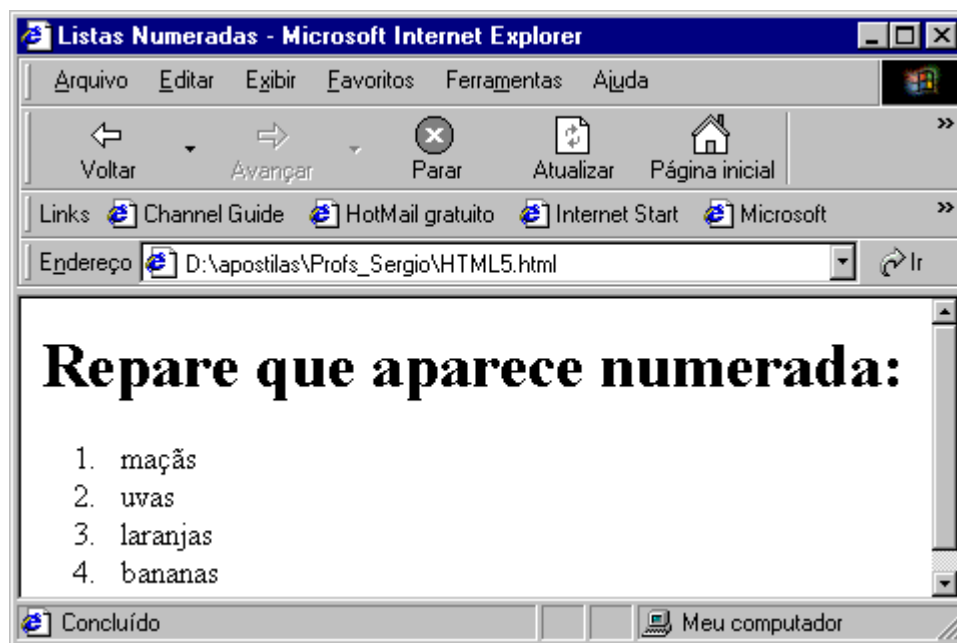 Listas Numeradas - Microsoft Internet Explorer
Arquivo Editar Exibir Favoritos Ferramentas Ajuda
Voltar Avançar Parar Atualizar Página inicial »
Links Channel Guide HotMail gratuito Internet Start Microsoft »
Endereço D:\apostilas\Profs_Sergio\HTML5.html Ir
Repare que aparece numerada:
1. maçãs
2. uvas
3. laranjas
4. bananas
Concluído Meu computador